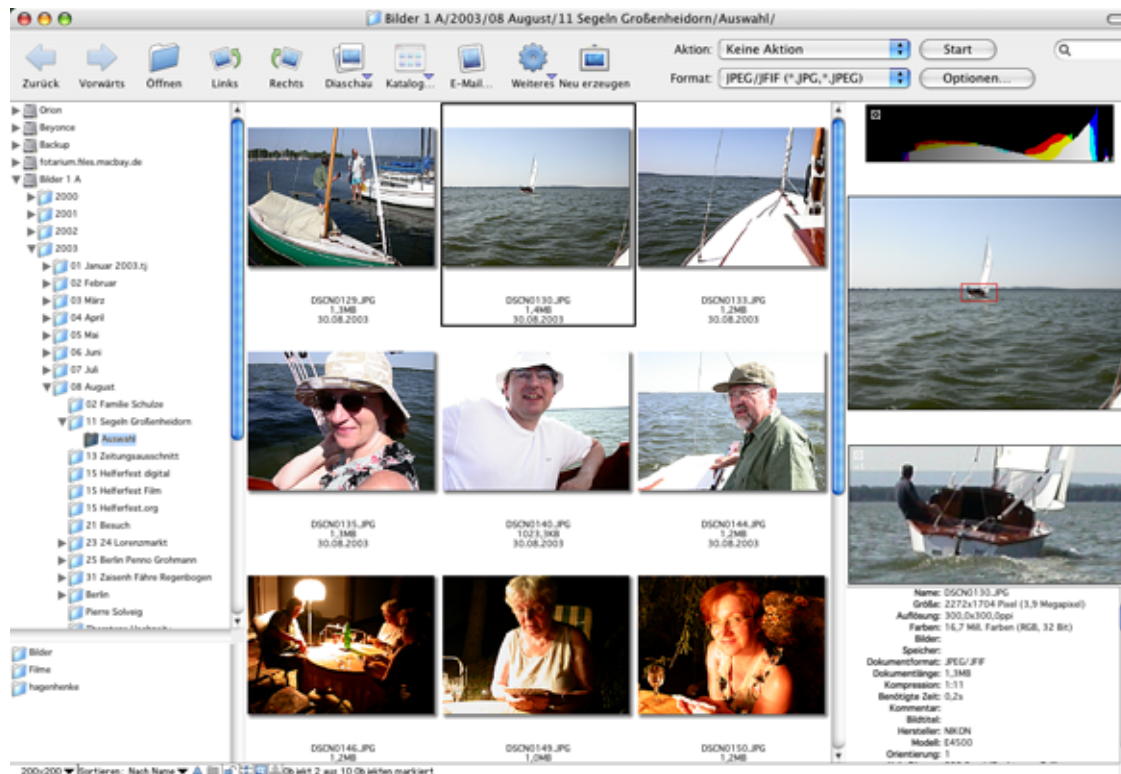 Bilder 1 A/2003/08 August/11 Segeln Großenheidorn/Auswahl/
Zurück Vorwärts Öffnen Links Rechts Diaschau Katalog... E-Mail... Weiteres Neu erzeugen
Aktion: Keine Aktion Start
Format: JPEG/JFIF (*.JPG,*.JPEG) Optionen...
Orion
Beyonce
Backup
fotarium.files.macbay.de
Bilder 1 A
2000
2001
2002
2003
01 Januar 2003.tj
02 Februar
03 März
04 April
05 Mai
06 Juni
07 Juli
08 August
02 Familie Schulze
11 Segeln Großenheidorn
Auswahl
13 Zeitungsausschnitt
15 Helferfest digital
15 Helferfest Film
15 Helferfest.org
21 Besuch
23 24 Lorenzmarkt
25 Berlin Penno Grohmann
31 Zaisenh Fähre Regenbogen
Berlin
Pierre Solveig
Thorstens Hochzeit
Bilder
Filme
hagenhenke
DSCN0129.JPG
1,3MB
30.08.2003
DSCN0130.JPG
1,4MB
30.08.2003
DSCN0133.JPG
1,2MB
30.08.2003
DSCN0135.JPG
1,3MB
30.08.2003
DSCN0140.JPG
1023,3KB
30.08.2003
DSCN0144.JPG
1,2MB
30.08.2003
DSCN0146.JPG
1,2MB
DSCN0149.JPG
1,0MB
DSCN0150.JPG
1,2MB
Name: DSCN0130.JPG
Größe: 2272x1704 Pixel (3,9 Megapixel)
Auflösung: 300,0x300,0ppi
Farben: 16,7 Mill. Farben (RGB, 32 Bit)
Bilder:
Speicher:
Dokumentformat: JPEG/JFIF
Dokumentlänge: 1,3MB
Kompression: 1:11
Benötigte Zeit: 0,2s
Kommentar:
Bildtitel:
Hersteller: NIKON
Modell: E4500
Orientierung: 1
200x200 Sortieren: Nach Name Objekt 2 aus 10 Objekten markiert